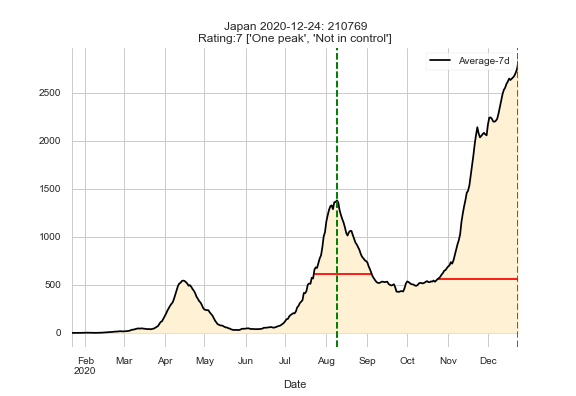 Japan 2020-12-24: 210769
Rating:7 ['One peak', 'Not in control']
Average-7d
2500
2000
1500
1000
500
0
Feb Mar Apr May Jun Jul Aug Sep Oct Nov Dec
2020
Date